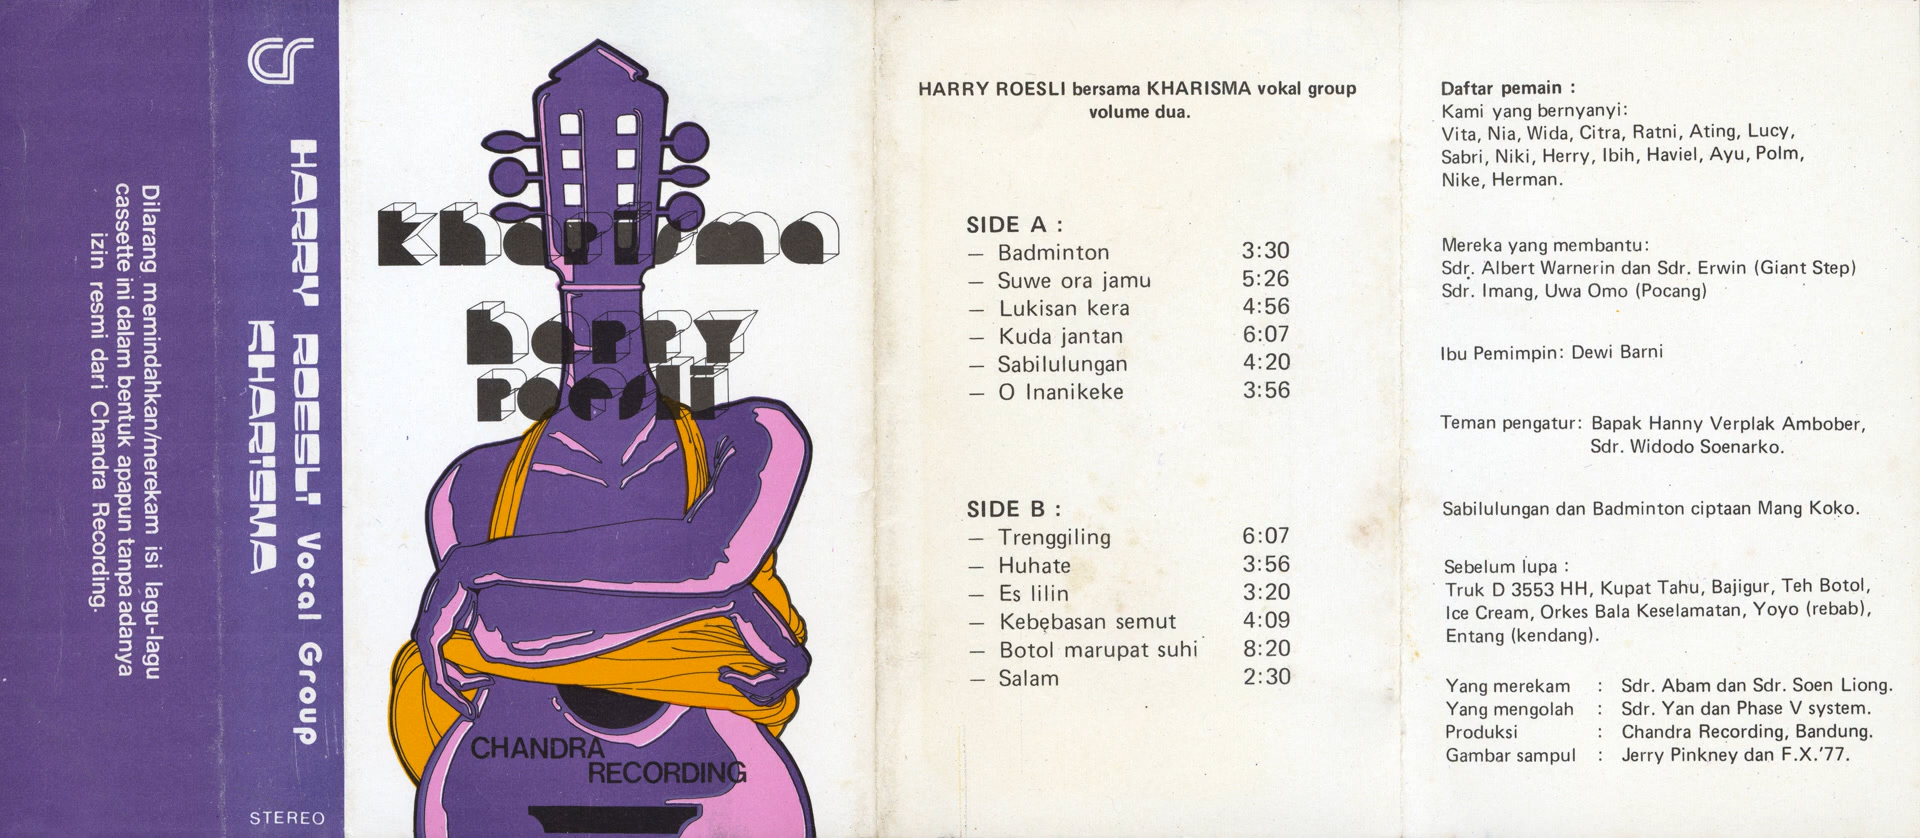 Dilarang memindahkan/merekam isi lagu-lagu
cassette ini dalam bentuk apapun tanpa adanya
izin resmi dari Chandra Recording.
HARRY ROESLI Vocal Group
KHARISMA
STEREO
kharisma
harry
roesli
CHANDRA
RECORDING
HARRY ROESLI bersama KHARISMA vokal group
volume dua.
SIDE A :
— Badminton 3:30
— Suwe ora jamu 5:26
— Lukisan kera 4:56
— Kuda jantan 6:07
— Sabilulungan 4:20
— O Inanikeke 3:56
SIDE B :
— Trenggiling 6:07
— Huhate 3:56
— Es lilin 3:20
— Kebebasan semut 4:09
— Botol marupat suhi 8:20
— Salam 2:30
Daftar pemain :
Kami yang bernyanyi:
Vita, Nia, Wida, Citra, Ratni, Ating, Lucy,
Sabri, Niki, Herry, Ibih, Haviel, Ayu, Polm,
Nike, Herman.
Mereka yang membantu:
Sdr. Albert Warnerin dan Sdr. Erwin (Giant Step)
Sdr. Imang, Uwa Omo (Pocang)
Ibu Pemimpin: Dewi Barni
Teman pengatur: Bapak Hanny Verplak Ambober,
Sdr. Widodo Soenarko.
Sabilulungan dan Badminton ciptaan Mang Koko.
Sebelum lupa :
Truk D 3553 HH, Kupat Tahu, Bajigur, Teh Botol,
Ice Cream, Orkes Bala Keselamatan, Yoyo (rebab),
Entang (kendang).
Yang merekam : Sdr. Abam dan Sdr. Soen Liong.
Yang mengolah : Sdr. Yan dan Phase V system.
Produksi : Chandra Recording, Bandung.
Gambar sampul : Jerry Pinkney dan F.X.'77.